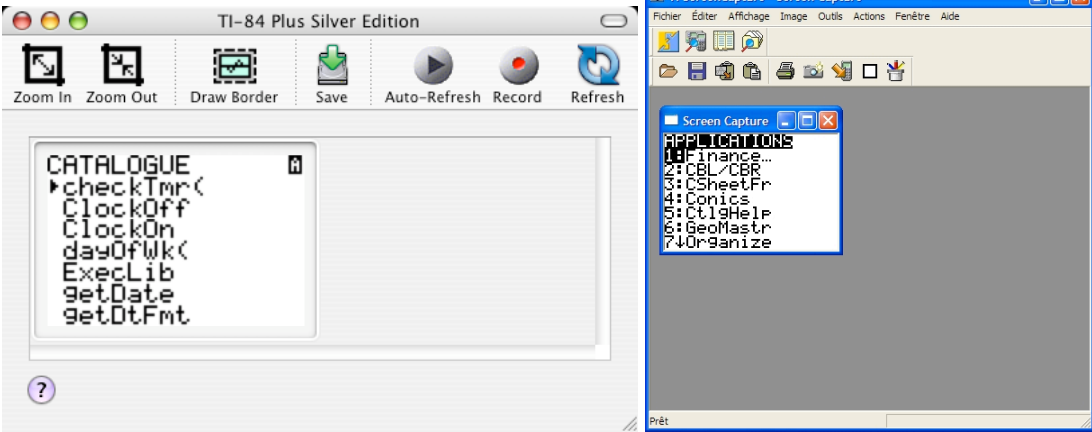 TI-84 Plus Silver Edition
Zoom In Zoom Out Draw Border Save Auto-Refresh Record Refresh
CATALOGUE A
checkTmr(
ClockOff
ClockOn
dayOfWk(
ExecLib
getDate
getDtFmt
?
Fichier Éditer Affichage Image Outils Actions Fenêtre Aide
Screen Capture
APPLICATIONS
1:Finance…
2:CBL/CBR
3:CSheetFr
4:Conics
5:CtlgHelp
6:GeoMastr
7↓Organize
Prêt